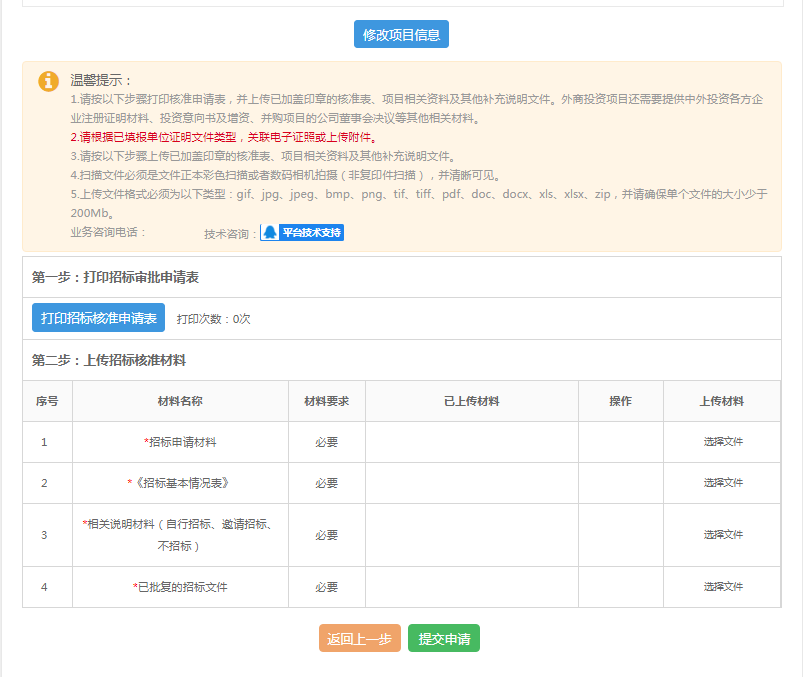 修改项目信息
温馨提示：
1.请按以下步骤打印核准申请表，并上传已加盖印章的核准表、项目相关资料及其他补充说明文件。外商投资项目还需要提供中外投资各方企
业注册证明材料、投资意向书及增资、并购项目的公司董事会决议等其他相关材料。
2.请根据已填报单位证明文件类型，关联电子证照或上传附件。
3.请按以下步骤上传已加盖印章的核准表、项目相关资料及其他补充说明文件。
4.扫描文件必须是文件正本彩色扫描或者数码相机拍摄（非复印件扫描），并清晰可见。
5.上传文件格式必须为以下类型：gif、jpg、jpeg、bmp、png、tif、tiff、pdf、doc、docx、xls、xlsx、zip，并请确保单个文件的大小少于
200Mb。
业务咨询电话： 技术咨询： 平台技术支持
第一步：打印招标审批申请表
打印招标核准申请表 打印次数：0次
第二步：上传招标核准材料
序号 材料名称 材料要求 已上传材料 操作 上传材料
1 *招标申请材料 必要 选择文件
2 *《招标基本情况表》 必要 选择文件
3 *相关说明材料（自行招标、邀请招标、
不招标） 必要 选择文件
4 *已批复的招标文件 必要 选择文件
返回上一步 提交申请